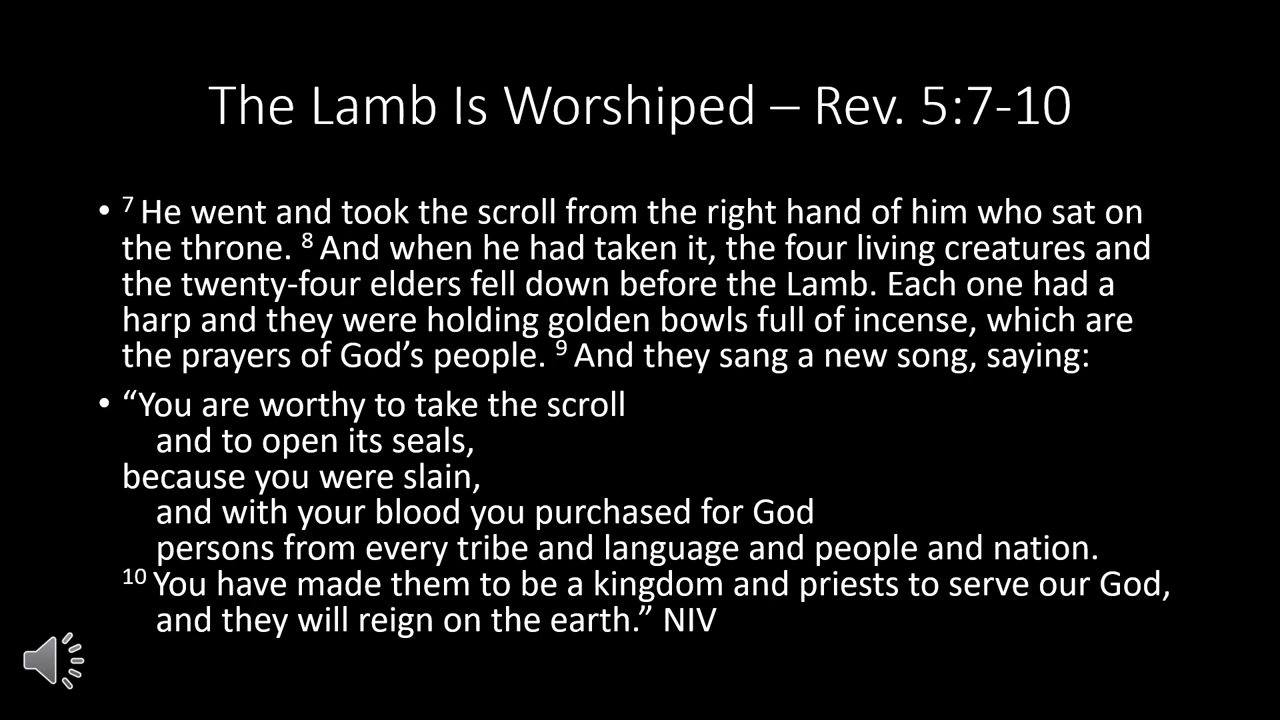 The Lamb Is Worshiped – Rev. 5:7-10
• 7 He went and took the scroll from the right hand of him who sat on
the throne. 8 And when he had taken it, the four living creatures and
the twenty-four elders fell down before the Lamb. Each one had a
harp and they were holding golden bowls full of incense, which are
the prayers of God’s people. 9 And they sang a new song, saying:
• “You are worthy to take the scroll
and to open its seals,
because you were slain,
and with your blood you purchased for God
persons from every tribe and language and people and nation.
10 You have made them to be a kingdom and priests to serve our God,
and they will reign on the earth.” NIV